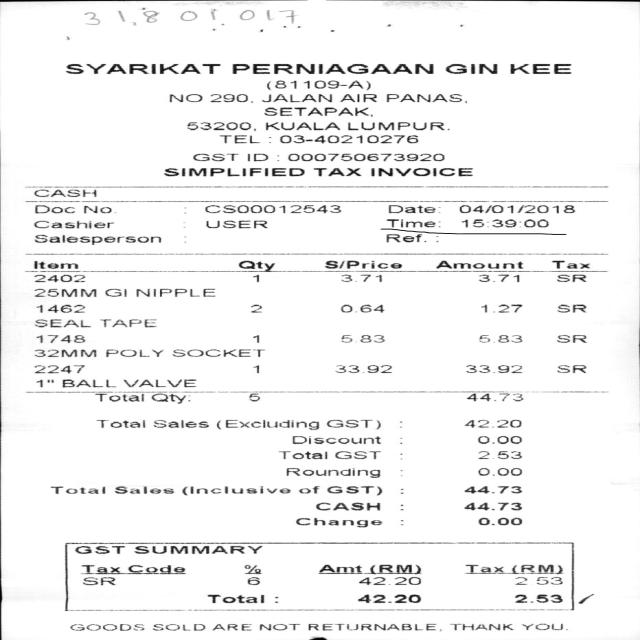 31801017
SYARIKAT PERNIAGAAN GIN KEE
(81109-A)
NO 290, JALAN AIR PANAS,
SETAPAK,
53200, KUALA LUMPUR.
TEL : 03-40210276
GST ID : 000750673920
SIMPLIFIED TAX INVOICE
CASH
Doc No. : CS00012543 Date: 04/01/2018
Cashier : USER Time: 15:39:00
Salesperson : Ref. :
Item Qty S/Price Amount Tax
2402 1 3.71 3.71 SR
25MM GI NIPPLE
1462 2 0.64 1.27 SR
SEAL TAPE
1748 1 5.83 5.83 SR
32MM POLY SOCKET
2247 1 33.92 33.92 SR
1" BALL VALVE
Total Qty: 5 44.73
Total Sales (Excluding GST) : 42.20
Discount : 0.00
Total GST : 2.53
Rounding : 0.00
Total Sales (Inclusive of GST) : 44.73
CASH : 44.73
Change : 0.00
GST SUMMARY
Tax Code % Amt (RM) Tax (RM)
SR 6 42.20 2.53
Total : 42.20 2.53
GOODS SOLD ARE NOT RETURNABLE, THANK YOU.